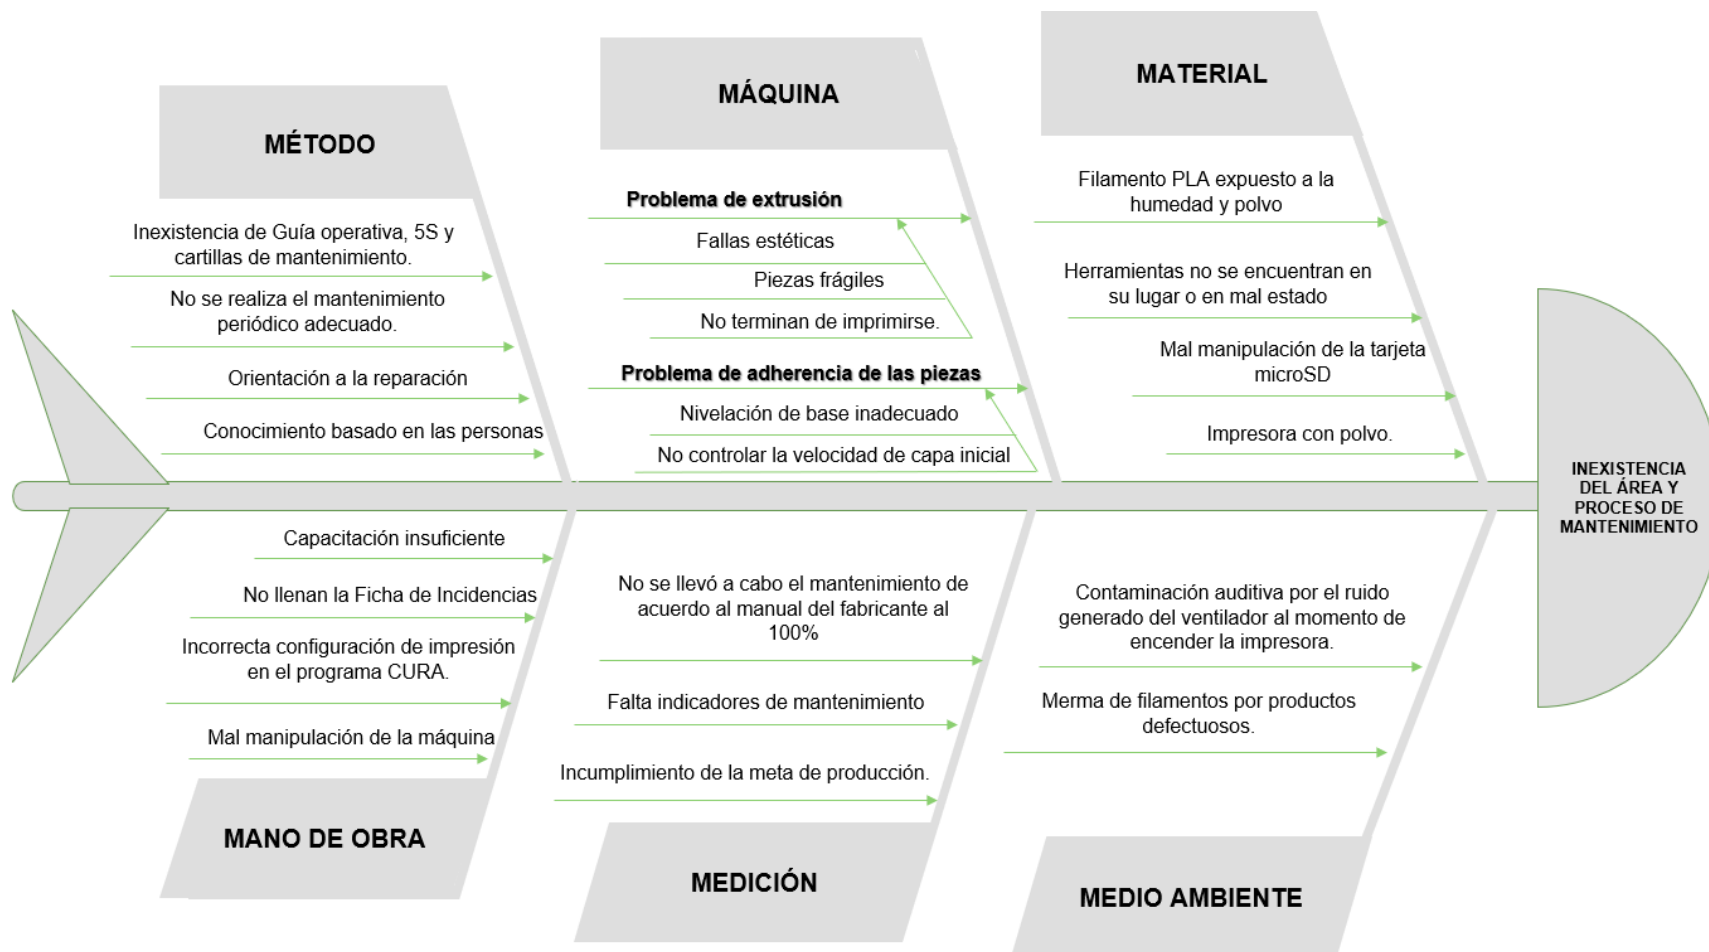 MÉTODO
Inexistencia de Guía operativa, 5S y
cartillas de mantenimiento.
No se realiza el mantenimiento
periódico adecuado.
Orientación a la reparación
Conocimiento basado en las personas
MÁQUINA
Problema de extrusión
Fallas estéticas
Piezas frágiles
No terminan de imprimirse.
Problema de adherencia de las piezas
Nivelación de base inadecuado
No controlar la velocidad de capa inicial
MATERIAL
Filamento PLA expuesto a la
humedad y polvo
Herramientas no se encuentran en
su lugar o en mal estado
Mal manipulación de la tarjeta
microSD
Impresora con polvo.
INEXISTENCIA
DEL ÁREA Y
PROCESO DE
MANTENIMIENTO
Capacitación insuficiente
No llenan la Ficha de Incidencias
Incorrecta configuración de impresión
en el programa CURA.
Mal manipulación de la máquina
MANO DE OBRA
No se llevó a cabo el mantenimiento de
acuerdo al manual del fabricante al
100%
Falta indicadores de mantenimiento
Incumplimiento de la meta de producción.
MEDICIÓN
Contaminación auditiva por el ruido
generado del ventilador al momento de
encender la impresora.
Merma de filamentos por productos
defectuosos.
MEDIO AMBIENTE